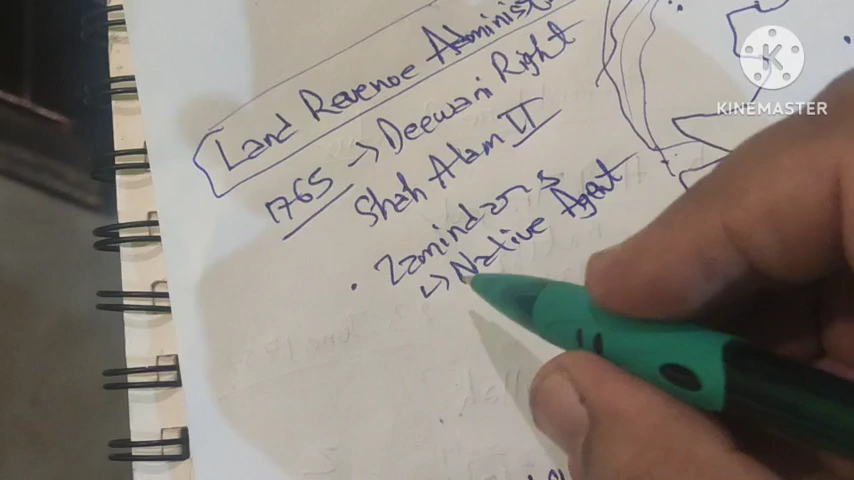 Land Revenue Administ
1765 -> Deewani Right
Shah Alam II
• Zamindars
↳ Native Agent
KINEMASTER